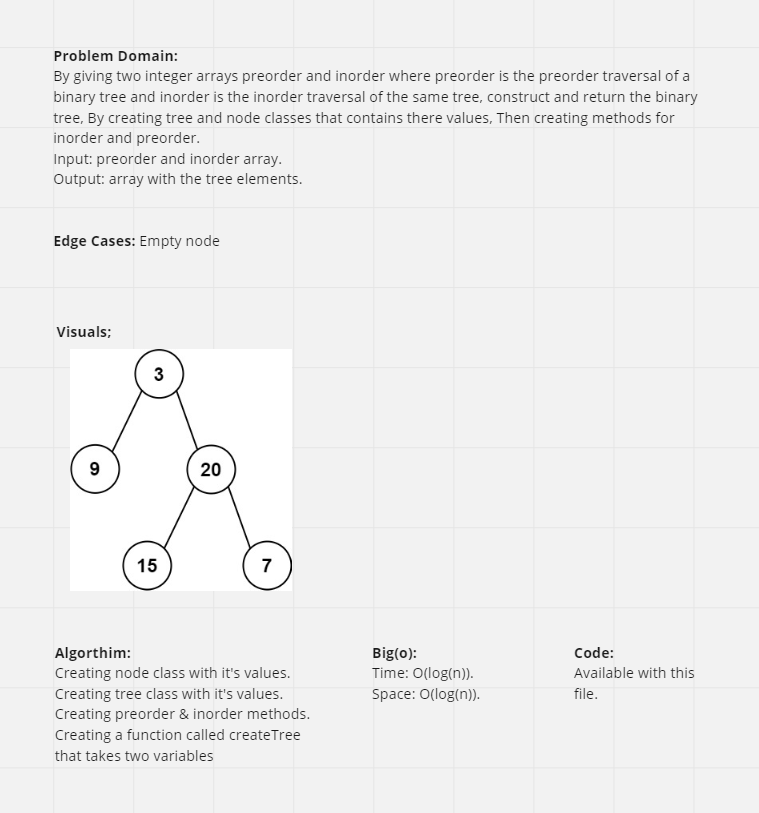 Problem Domain:
By giving two integer arrays preorder and inorder where preorder is the preorder traversal of a
binary tree and inorder is the inorder traversal of the same tree, construct and return the binary
tree, By creating tree and node classes that contains there values, Then creating methods for
inorder and preorder.
Input: preorder and inorder array.
Output: array with the tree elements.
Edge Cases: Empty node
Visuals;
3
9
20
15
7
Algorthim:
Creating node class with it's values.
Creating tree class with it's values.
Creating preorder & inorder methods.
Creating a function called createTree
that takes two variables
Big(o):
Time: O(log(n)).
Space: O(log(n)).
Code:
Available with this
file.